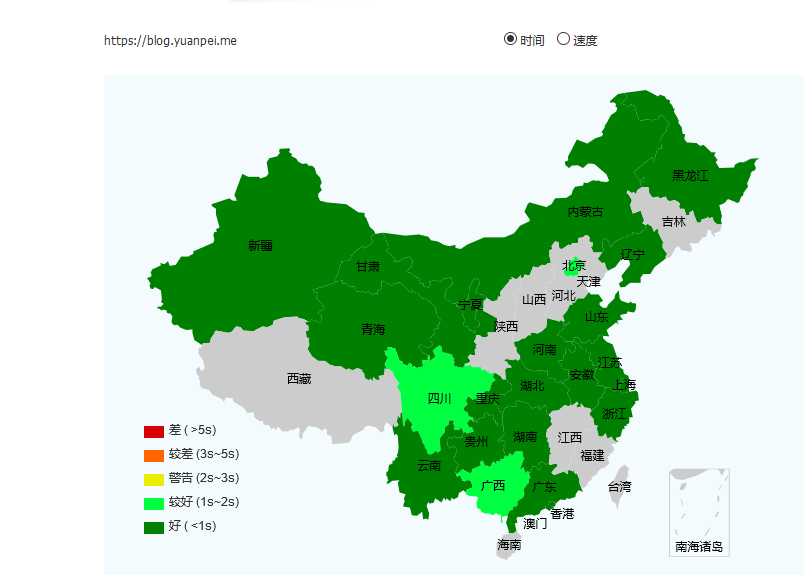 https://blog.yuanpei.me
时间 速度
黑龙江
内蒙古
吉林
新疆
辽宁
甘肃
北京
天津
宁夏
山西
河北
陕西
山东
青海
河南
江苏
西藏
安徽
上海
湖北
四川
重庆
浙江
湖南
江西
贵州
福建
云南
广西
广东
台湾
香港
澳门
海南
南海诸岛
差 ( >5s)
较差 (3s~5s)
警告 (2s~3s)
较好 (1s~2s)
好 ( <1s)